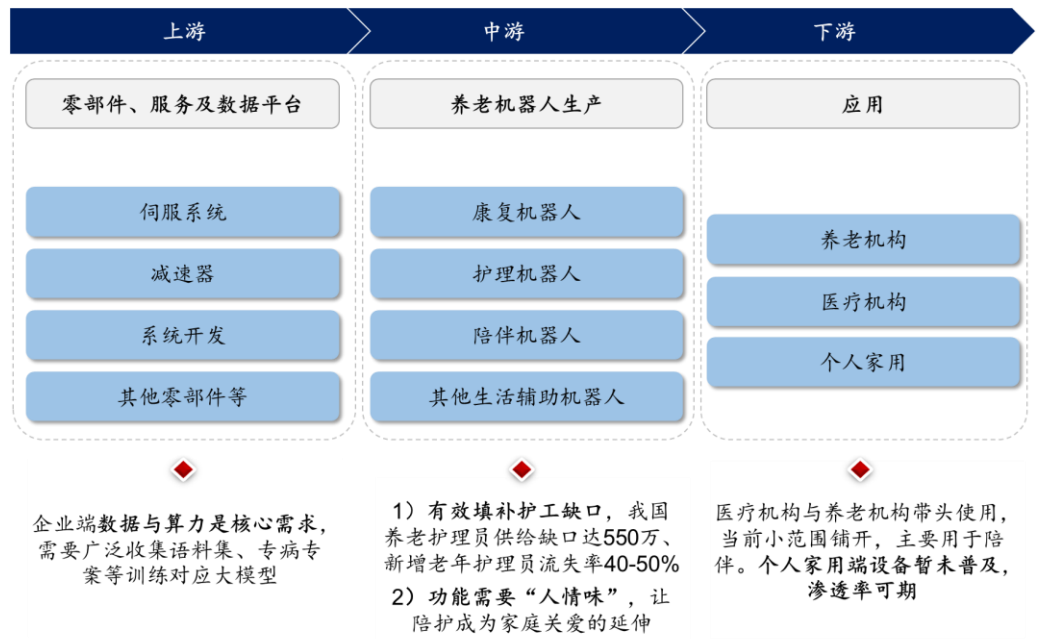 上游
中游
下游
零部件、服务及数据平台
养老机器人生产
应用
伺服系统
减速器
系统开发
其他零部件等
康复机器人
护理机器人
陪伴机器人
其他生活辅助机器人
养老机构
医疗机构
个人家用
企业端数据与算力是核心需求，
需要广泛收集语料集、专病专
案等训练对应大模型
1）有效填补护工缺口，我国
养老护理员供给缺口达550万、
新增老年护理员流失率40-50%
2）功能需要“人情味”，让
陪护成为家庭关爱的延伸
医疗机构与养老机构带头使用，
当前小范围铺开，主要用于陪
伴。个人家用端设备暂未普及，
渗透率可期